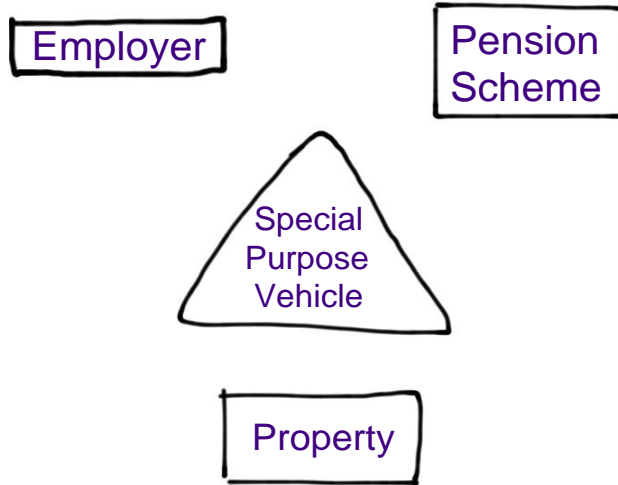 Employer
Pension
Scheme
Special
Purpose
Vehicle
Property